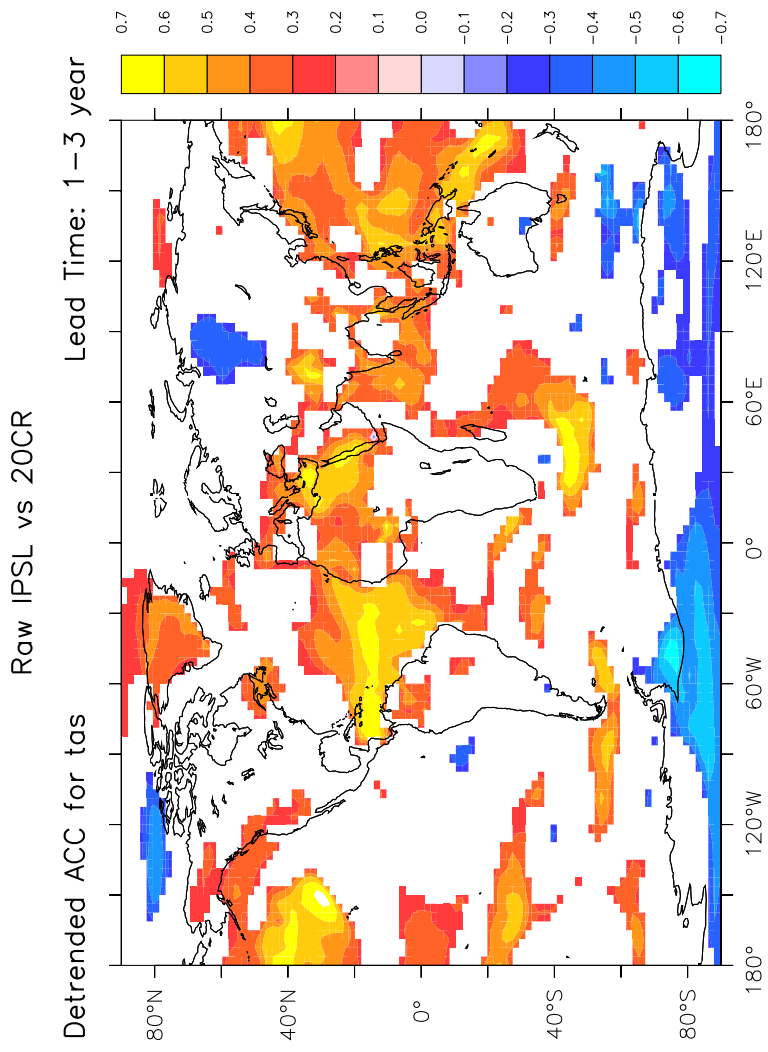 Raw IPSL vs 20CR
Detrended ACC for tas
Lead Time: 1−3 year
80°N
40°N
0°
40°S
80°S
180°
120°W
60°W
0°
60°E
120°E
180°
0.7
0.6
0.5
0.4
0.3
0.2
0.1
0.0
−0.1
−0.2
−0.3
−0.4
−0.5
−0.6
−0.7